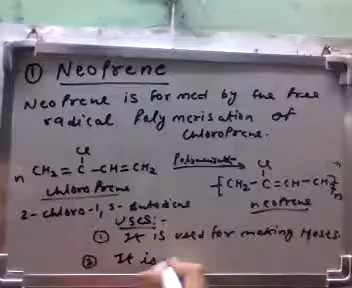 ① Neoprene
Neoprene is formed by the free
radical Polymerisation of
Chloroprene.
Cl Cl
n CH₂=C-CH=CH₂ [CH₂-C=CH-CH₂]n
Chloroprene neoprene
2-chloro-1,3-butadiene
uses:-
① It is used for making Hoses.
② It is